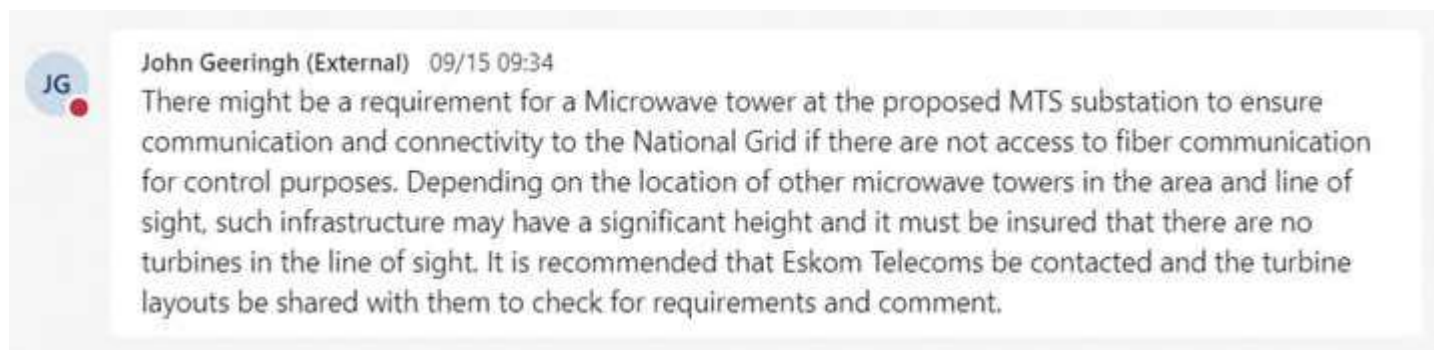 John Geeringh (External) 09/15 09:34
JG
There might be a requirement for a Microwave tower at the proposed MTS substation to ensure
communication and connectivity to the National Grid if there are not access to fiber communication
for control purposes. Depending on the location of other microwave towers in the area and line of
sight, such infrastructure may have a significant height and it must be insured that there are no
turbines in the line of sight. It is recommended that Eskom Telecoms be contacted and the turbine
layouts be shared with them to check for requirements and comment.